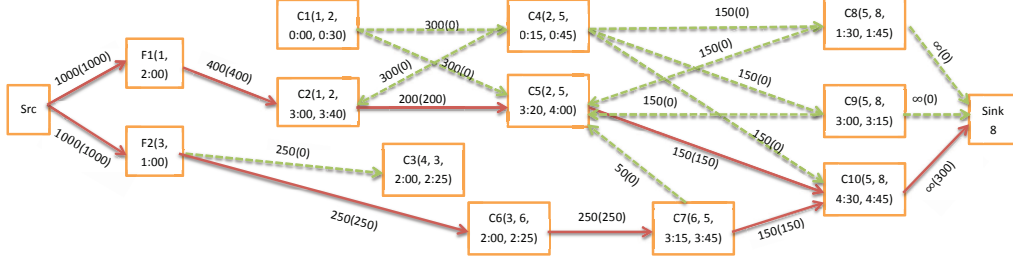 C1(1, 2,
0:00, 0:30)
300(0)
C4(2, 5,
0:15, 0:45)
150(0)
C8(5, 8,
1:30, 1:45)
F1(1,
2:00)
1000(1000)
400(400)
300(0)
300(0)
150(0)
150(0)
∞(0)
Src
C2(1, 2,
3:00, 3:40)
200(200)
C5(2, 5,
3:20, 4:00)
150(0)
C9(5, 8,
3:00, 3:15)
∞(0)
Sink
8
1000(1000)
F2(3,
1:00)
250(0)
C3(4, 3,
2:00, 2:25)
150(0)
150(150)
50(0)
C10(5, 8,
4:30, 4:45)
∞(300)
250(250)
C6(3, 6,
2:00, 2:25)
250(250)
C7(6, 5,
3:15, 3:45)
150(150)